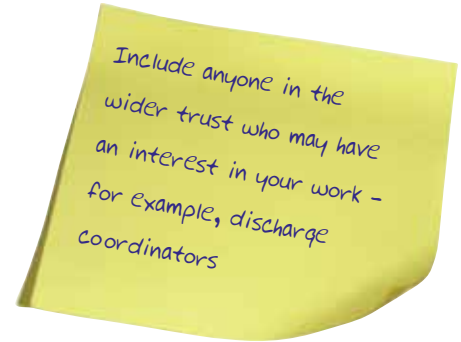 Include anyone in the
wider trust who may have
an interest in your work -
for example, discharge
coordinators